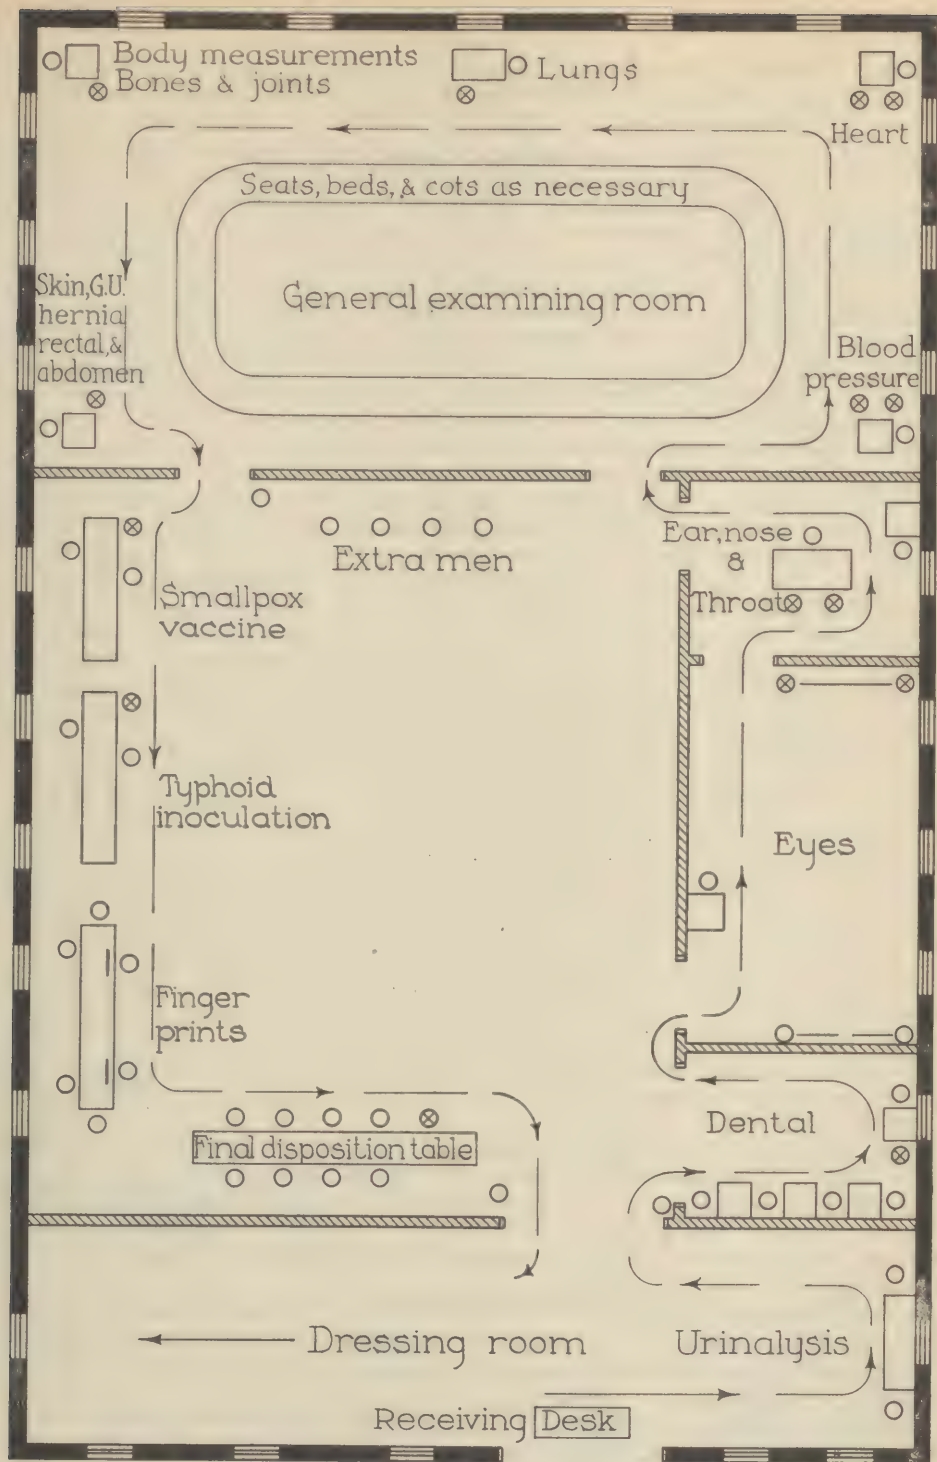 Body measurements
Bones & joints
Lungs
Heart
Seats, beds, & cots as necessary
General examining room
Skin, G.U.
hernia
rectal, &
abdomen
Blood
pressure
Extra men
Ear, nose
&
Throat
Smallpox
vaccine
Typhoid
inoculation
Eyes
Finger
prints
Dental
Final disposition table
Dressing room
Urinalysis
Receiving Desk